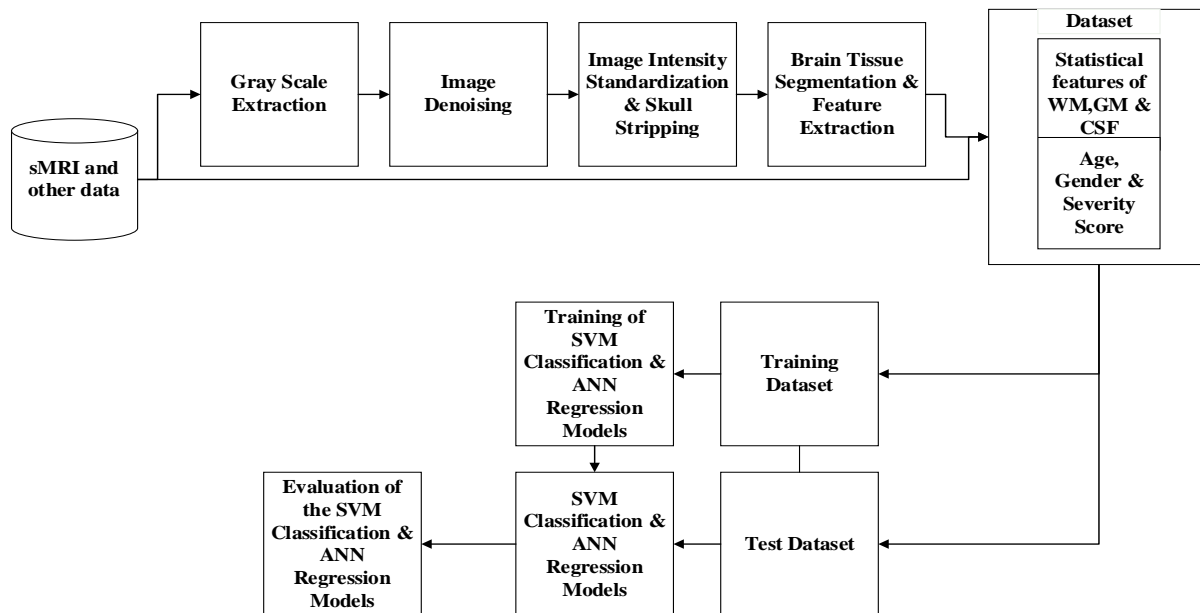 sMRI and
other data
Gray Scale
Extraction
Image
Denoising
Image Intensity
Standardization
& Skull
Stripping
Brain Tissue
Segmentation &
Feature
Extraction
Dataset
Statistical
features of
WM,GM &
CSF
Age,
Gender &
Severity
Score
Training of
SVM
Classification &
ANN
Regression
Models
Training
Dataset
Evaluation of
the SVM
Classification &
ANN
Regression
Models
SVM
Classification &
ANN
Regression
Models
Test Dataset